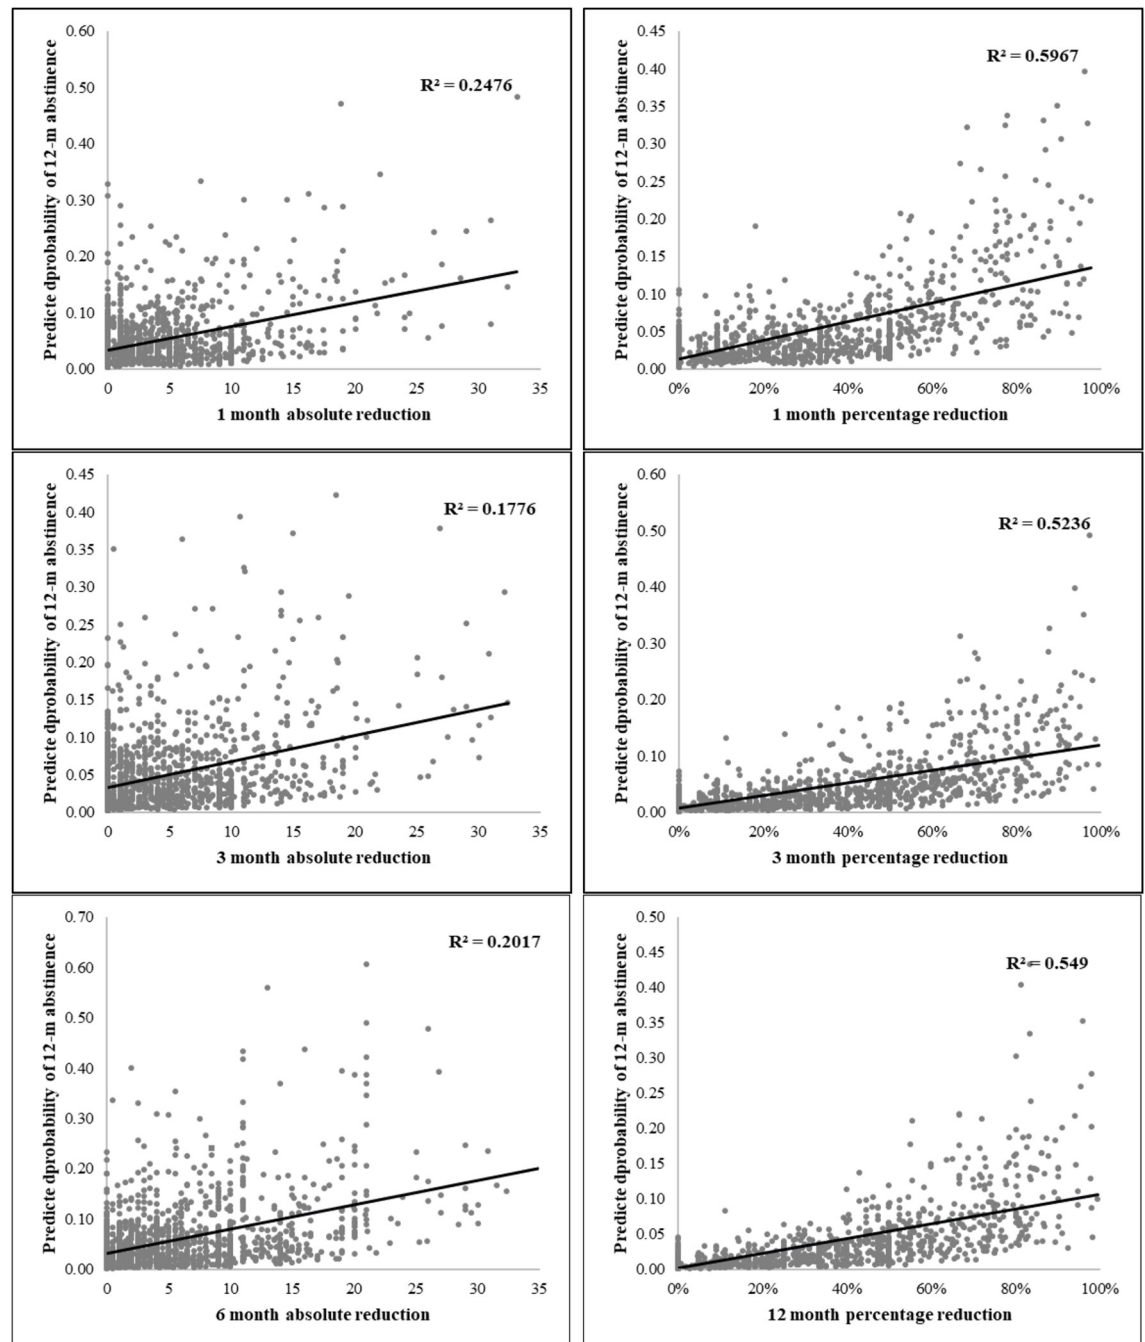 Predicte dprobability of 12-m abstinence
0.60
0.50
0.40
0.30
0.20
0.10
0.00
R² = 0.2476
0 5 10 15 20 25 30 35
1 month absolute reduction
Predicte dprobability of 12-m abstinence
0.45
0.40
0.35
0.30
0.25
0.20
0.15
0.10
0.05
0.00
R² = 0.5967
0% 20% 40% 60% 80% 100%
1 month percentage reduction
Predicte dprobability of 12-m abstinence
0.45
0.40
0.35
0.30
0.25
0.20
0.15
0.10
0.05
0.00
R² = 0.1776
0 5 10 15 20 25 30 35
3 month absolute reduction
Predicte dprobability of 12-m abstinence
0.60
0.50
0.40
0.30
0.20
0.10
0.00
R² = 0.5236
0% 20% 40% 60% 80% 100%
3 month percentage reduction
Predicte dprobability of 12-m abstinence
0.70
0.60
0.50
0.40
0.30
0.20
0.10
0.00
R² = 0.2017
0 5 10 15 20 25 30 35
6 month absolute reduction
Predicte dprobability of 12-m abstinence
0.50
0.45
0.40
0.35
0.30
0.25
0.20
0.15
0.10
0.05
0.00
R² = 0.549
0% 20% 40% 60% 80% 100%
12 month percentage reduction